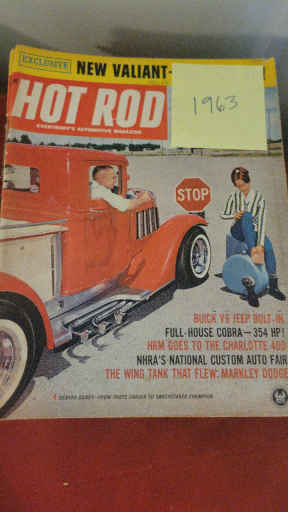 EXCLUSIVE
NEW VALIANT-
HOT ROD
EVERYBODY'S AUTOMOTIVE MAGAZINE
1963
STOP
BUICK V6 JEEP BOLT-IN
FULL-HOUSE COBRA—354 HP!
HRM GOES TO THE CHARLOTTE 400
NHRA'S NATIONAL CUSTOM AUTO FAIR
THE WING TANK THAT FLEW: MARKLEY DODGE